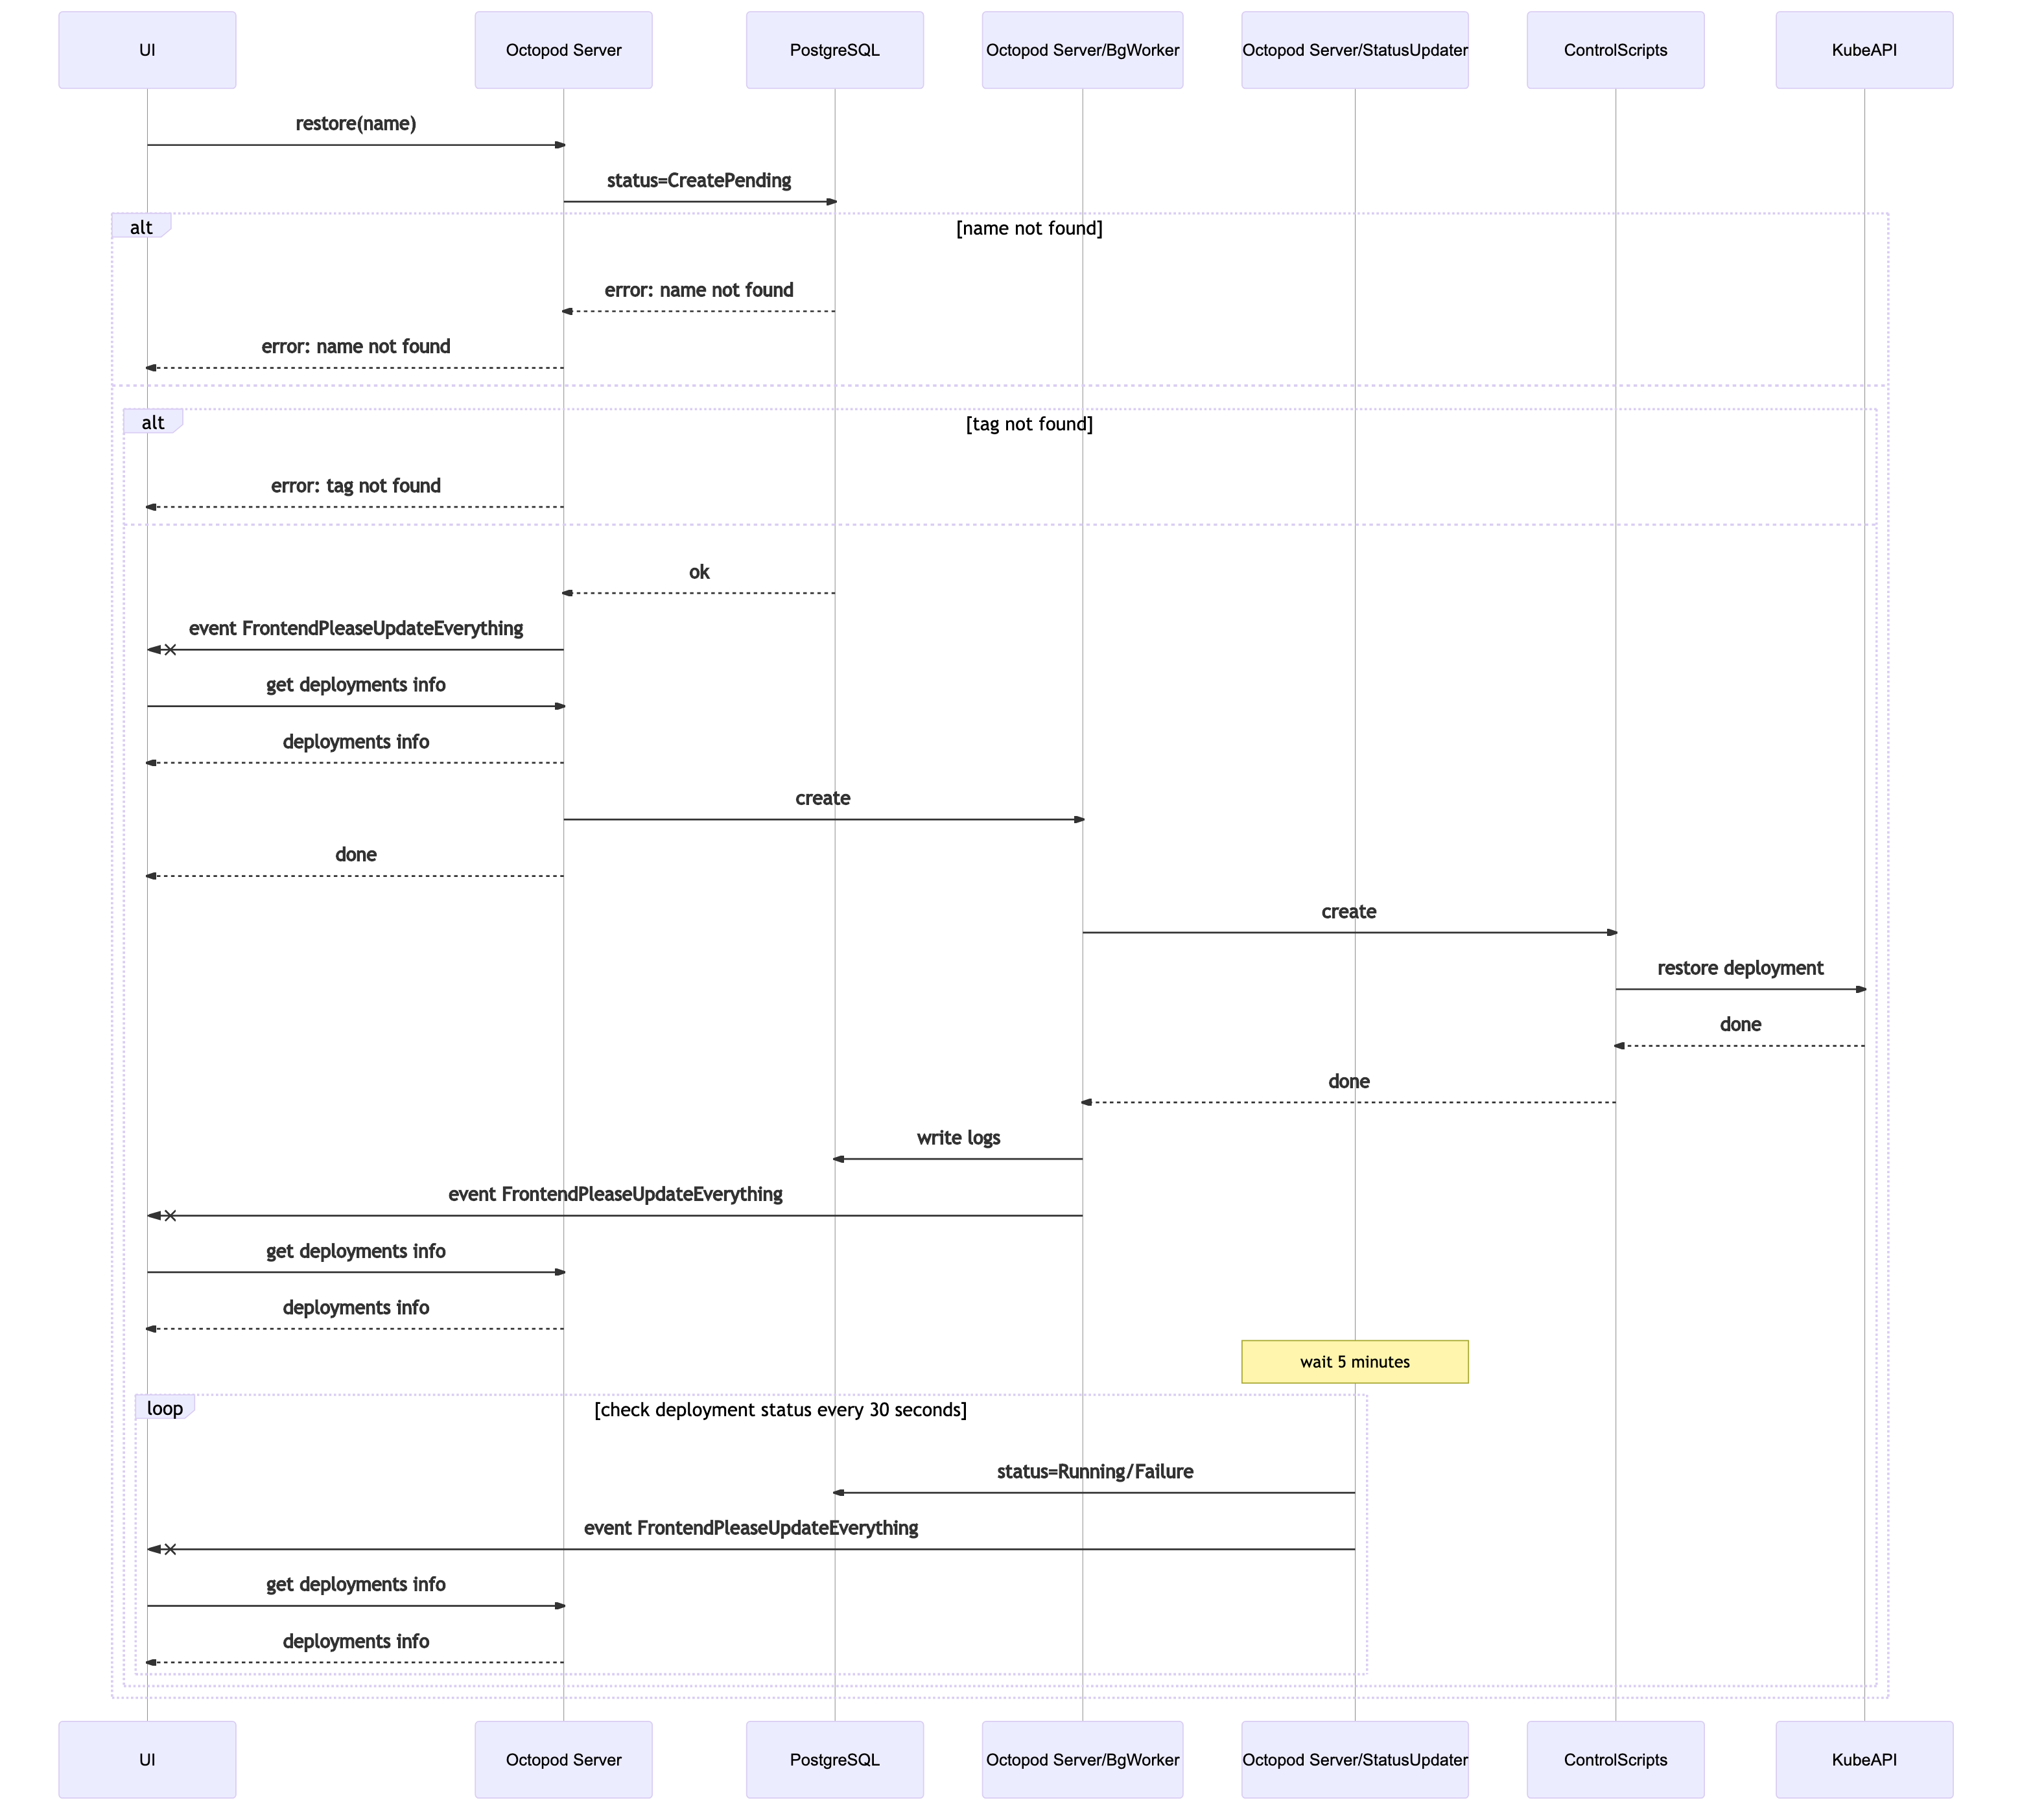 UI
Octopod Server
PostgreSQL
Octopod Server/BgWorker
Octopod Server/StatusUpdater
ControlScripts
KubeAPI
restore(name)
status=CreatePending
alt
[name not found]
error: name not found
error: name not found
alt
[tag not found]
error: tag not found
ok
event FrontendPleaseUpdateEverything
get deployments info
deployments info
create
done
create
restore deployment
done
done
write logs
event FrontendPleaseUpdateEverything
get deployments info
deployments info
wait 5 minutes
loop
[check deployment status every 30 seconds]
status=Running/Failure
event FrontendPleaseUpdateEverything
get deployments info
deployments info
UI
Octopod Server
PostgreSQL
Octopod Server/BgWorker
Octopod Server/StatusUpdater
ControlScripts
KubeAPI